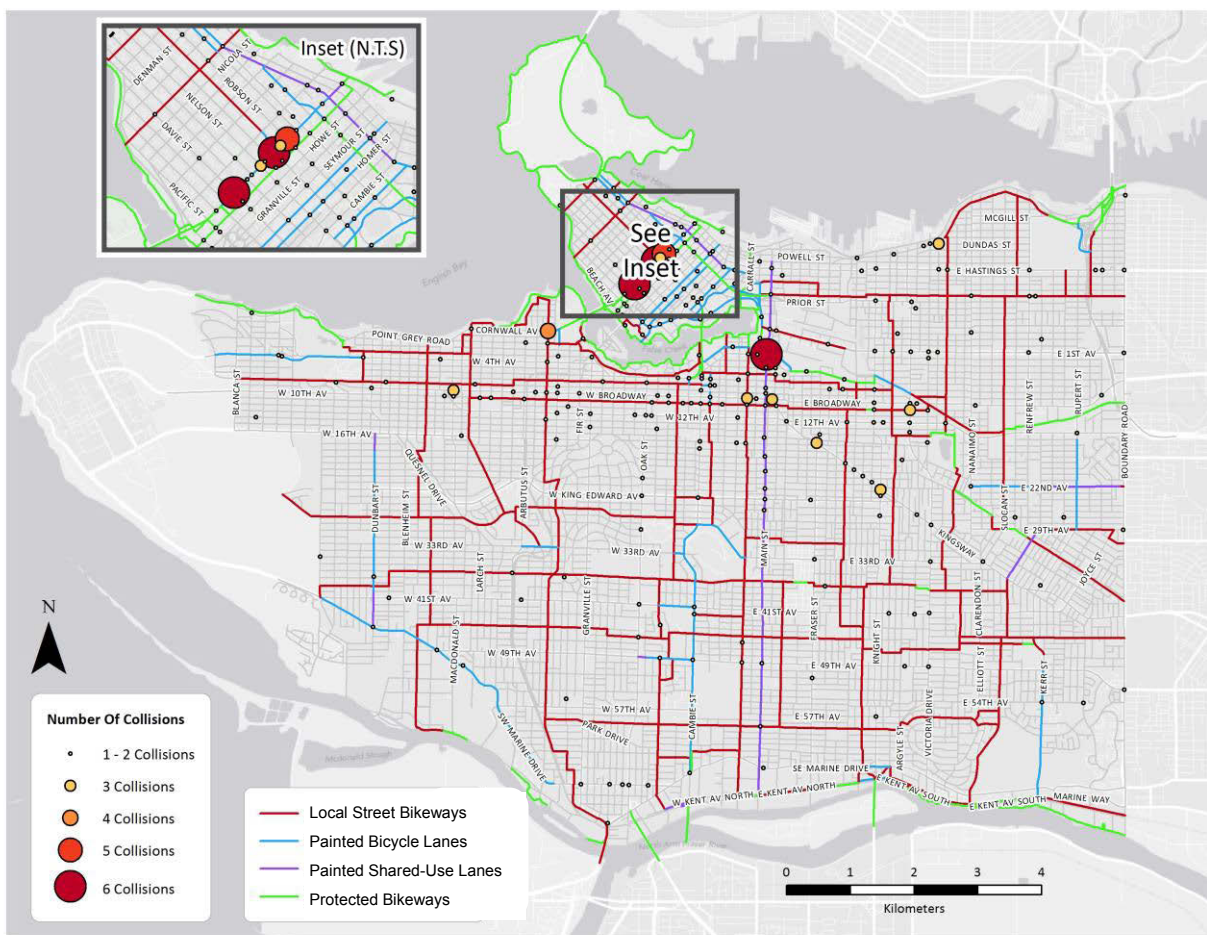 Inset (N.T.S)
DENMAN ST
NICOLA ST
ROBSON ST
NELSON ST
DAVIE ST
HOWE ST
SEYMOUR ST
HOMER ST
PACIFIC ST
GRANVILLE ST
CAMBIE ST
Coal Harbour
See
Inset
BEACH AV
English Bay
False Creek
CARRALL ST
POWELL ST
MCGILL ST
DUNDAS ST
E HASTINGS ST
PRIOR ST
POINT GREY ROAD
CORNWALL AV
W 4TH AV
E 1ST AV
BLANCA ST
W 10TH AV
W BROADWAY
E BROADWAY
FIR ST
W 12TH AV
E 12TH AV
W 16TH AV
OAK ST
NANAIMO ST
RENFREW ST
RUPERT ST
BOUNDARY ROAD
QUESNEL DRIVE
DUNBAR ST
BLENHEIM ST
ARBUTUS ST
W KING EDWARD AV
E 22ND AV
SLOCAN ST
KINGSWAY
E 29TH AV
W 33RD AV
W 33RD AV
MAIN ST
E 33RD AV
JOYCE ST
LARCH ST
W 41ST AV
GRANVILLE ST
E 41ST AV
FRASER ST
KNIGHT ST
CLARENDON ST
MACDONALD ST
W 49TH AV
E 49TH AV
ELLIOTT ST
KERR ST
E 54TH AV
W 57TH AV
CAMBIE ST
E 57TH AV
PARK DRIVE
SW MARINE DRIVE
ARGYLE ST
VICTORIA DRIVE
SE MARINE DRIVE
W KENT AV NORTH
E KENT AV NORTH
E KENT AV SOUTH
E KENT AV SOUTH
MARINE WAY
N
Number Of Collisions
1 - 2 Collisions
3 Collisions
4 Collisions
5 Collisions
6 Collisions
Local Street Bikeways
Painted Bicycle Lanes
Painted Shared-Use Lanes
Protected Bikeways
0 1 2 3 4
Kilometers